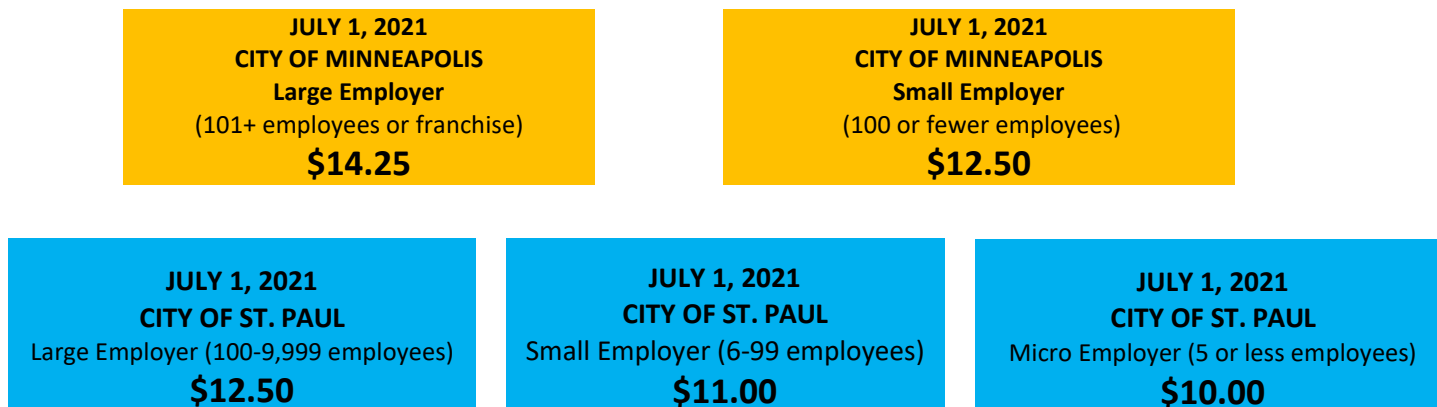 JULY 1, 2021
CITY OF MINNEAPOLIS
Large Employer
(101+ employees or franchise)
$14.25
JULY 1, 2021
CITY OF MINNEAPOLIS
Small Employer
(100 or fewer employees)
$12.50
JULY 1, 2021
CITY OF ST. PAUL
Large Employer (100-9,999 employees)
$12.50
JULY 1, 2021
CITY OF ST. PAUL
Small Employer (6-99 employees)
$11.00
JULY 1, 2021
CITY OF ST. PAUL
Micro Employer (5 or less employees)
$10.00